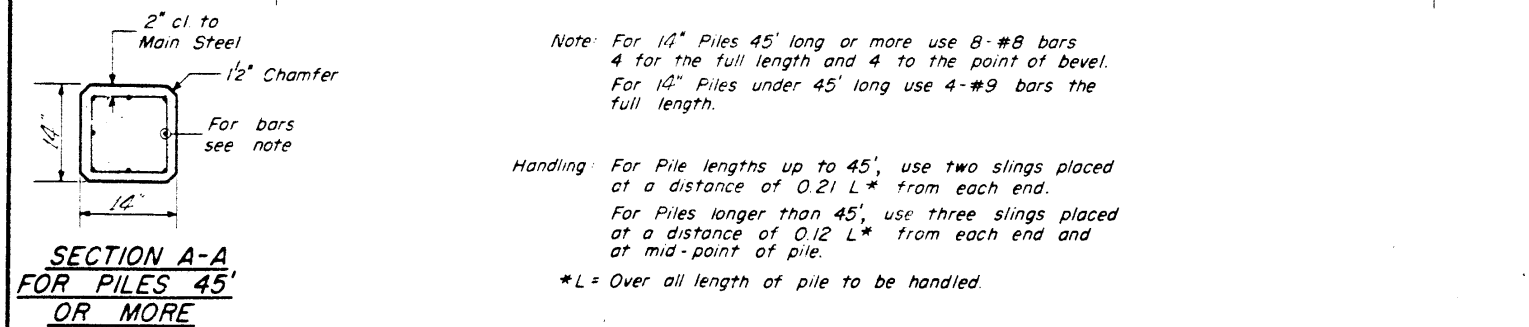 2" cl. to
Main Steel
1½" Chamfer
14"
For bars
see note
14"
SECTION A-A
FOR PILES 45'
OR MORE
Note: For 14" Piles 45' long or more use 8-#8 bars
4 for the full length and 4 to the point of bevel.
For 14" Piles under 45' long use 4-#9 bars the
full length.
Handling: For Pile lengths up to 45', use two slings placed
at a distance of 0.21 L* from each end.
For Piles longer than 45', use three slings placed
at a distance of 0.12 L* from each end and
at mid-point of pile.
*L = Over all length of pile to be handled.